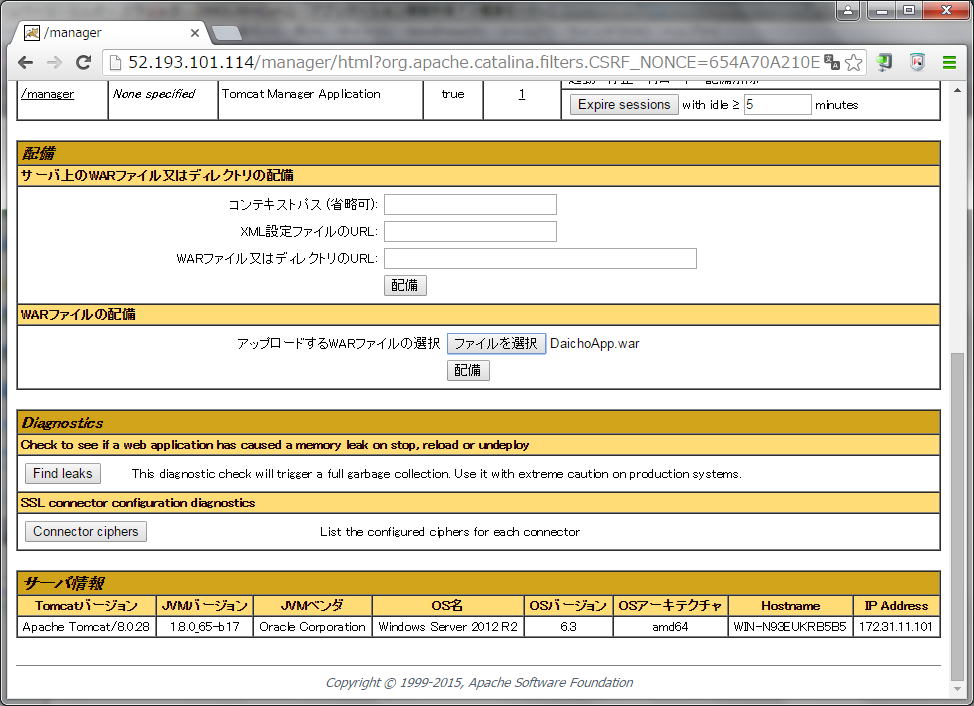 /manager
52.193.101.114/manager/html?org.apache.catalina.filters.CSRF_NONCE=654A70A210E
/manager None specified Tomcat Manager Application true 1
Expire sessions with idle ≥ 5 minutes
配備
サーバ上のWARファイル又はディレクトリの配備
コンテキストパス (省略可):
XML設定ファイルのURL:
WARファイル又はディレクトリのURL:
配備
WARファイルの配備
アップロードするWARファイルの選択 ファイルを選択 DaichoApp.war
配備
Diagnostics
Check to see if a web application has caused a memory leak on stop, reload or undeploy
Find leaks This diagnostic check will trigger a full garbage collection. Use it with extreme caution on production systems.
SSL connector configuration diagnostics
Connector ciphers List the configured ciphers for each connector
サーバ情報
Tomcatバージョン JVMバージョン JVMベンダ OS名 OSバージョン OSアーキテクチャ Hostname IP Address
Apache Tomcat/8.0.28 1.8.0_65-b17 Oracle Corporation Windows Server 2012 R2 6.3 amd64 WIN-N93EUKRB5B5 172.31.11.101
Copyright © 1999-2015, Apache Software Foundation